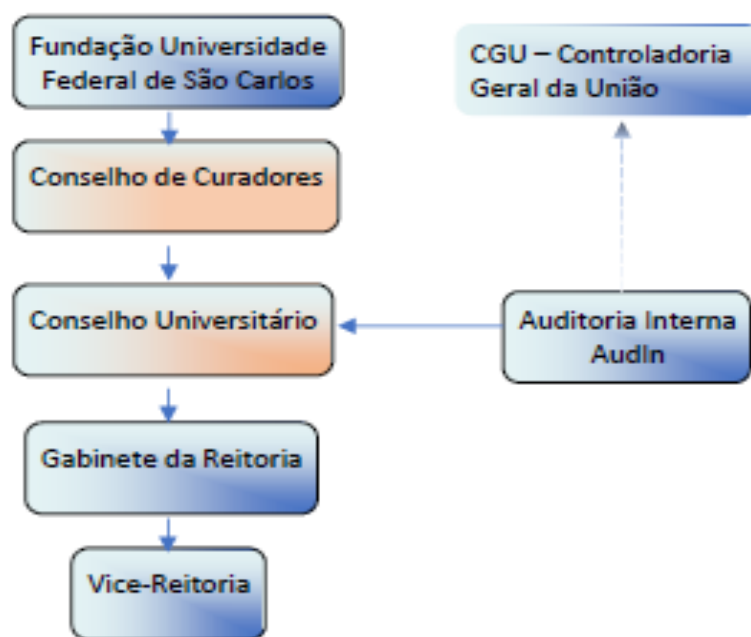 Fundação Universidade
Federal de São Carlos
CGU – Controladoria
Geral da União
Conselho de Curadores
Conselho Universitário
Auditoria Interna
AudIn
Gabinete da Reitoria
Vice-Reitoria